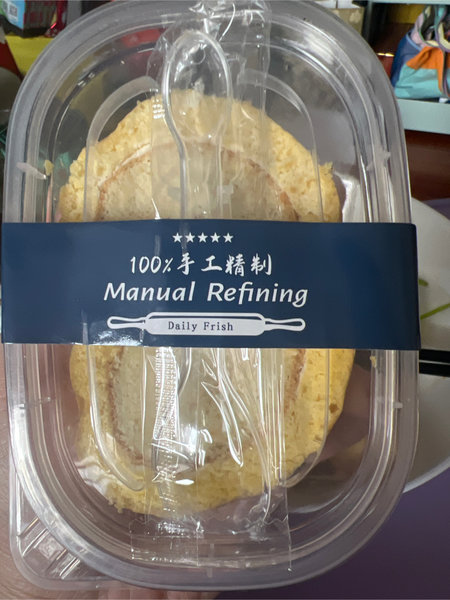 100%手工精制
Manual Refining
Daily Frish